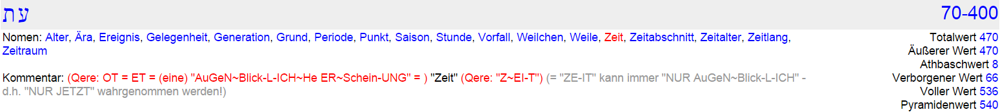 עת 70-400
Nomen: Alter, Ära, Ereignis, Gelegenheit, Generation, Grund, Periode, Punkt, Saison, Stunde, Vorfall, Weilchen, Weile, Zeit, Zeitabschnitt, Zeitalter, Zeitlang,
Zeitraum
Kommentar: (Qere: OT = ET = (eine) "AuGeN~Blick-L-ICH~He ER~Schein-UNG" = ) "Zeit" (Qere: "Z~EI-T") (= "ZE-IT" kann immer "NUR AuGeN~Blick-L-ICH" -
d.h. "NUR JETZT" wahrgenommen werden!)
Totalwert 470
Äußerer Wert 470
Athbaschwert 8
Verborgener Wert 66
Voller Wert 536
Pyramidenwert 540